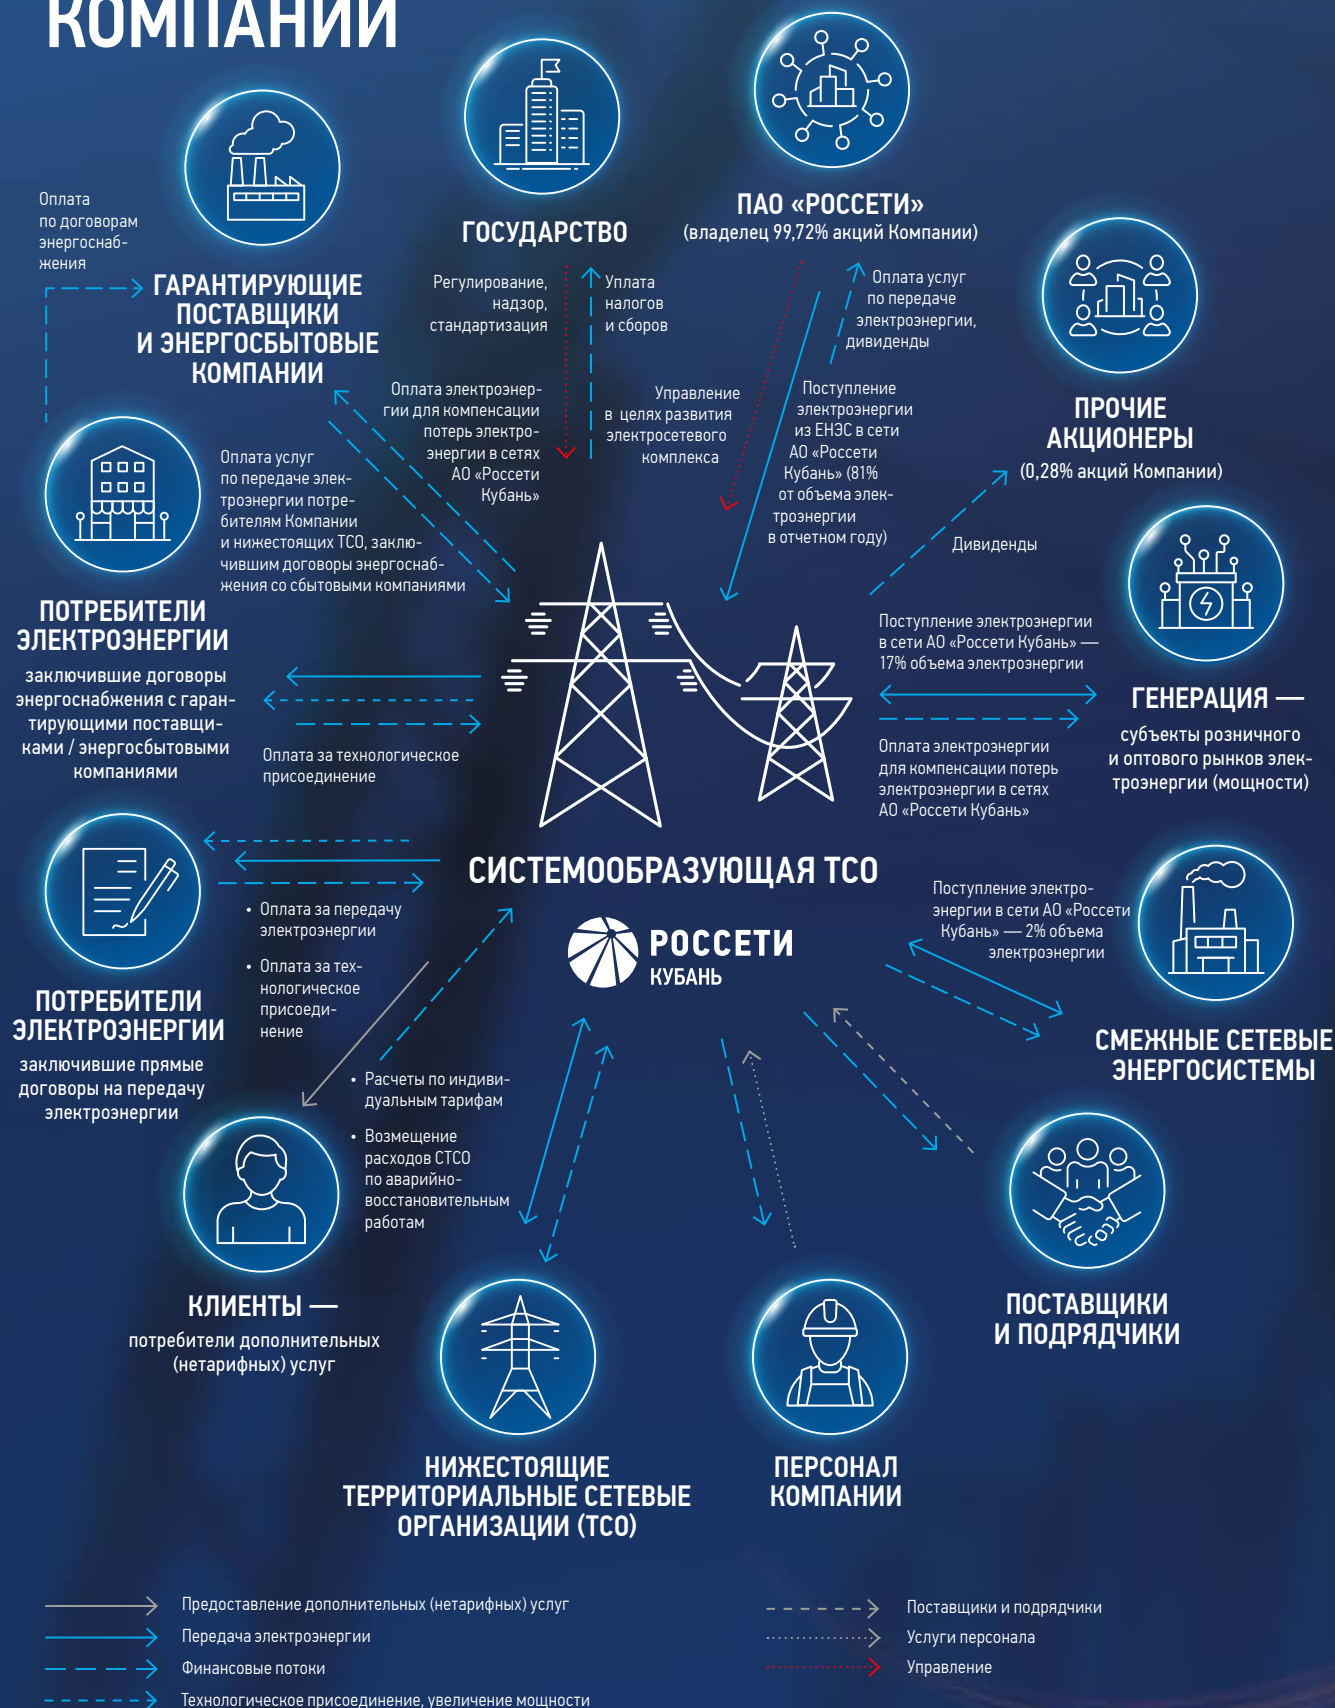 КОМПАНИИ
Оплата
по договорам
энергоснаб-
жения
ГАРАНТИРУЮЩИЕ
ПОСТАВЩИКИ
И ЭНЕРГОСБЫТОВЫЕ
КОМПАНИИ
ГОСУДАРСТВО
Регулирование,
надзор,
стандартизация
Уплата
налогов
и сборов
ПАО «РОССЕТИ»
(владелец 99,72% акций Компании)
Оплата услуг
по передаче
электроэнергии,
дивиденды
Управление
в целях развития
электросетевого
комплекса
Поступление
электроэнергии
из ЕНЭС в сети
АО «Россети
Кубань» (81%
от объема элек-
троэнергии
в отчетном году)
ПРОЧИЕ
АКЦИОНЕРЫ
(0,28% акций Компании)
Дивиденды
Оплата электроэнер-
гии для компенсации
потерь электро-
энергии в сетях
АО «Россети
Кубань»
Оплата услуг
по передаче элек-
троэнергии потре-
бителям Компании
и нижестоящих ТСО, заклю-
чившим договоры энергоснаб-
жения со сбытовыми компаниями
ПОТРЕБИТЕЛИ
ЭЛЕКТРОЭНЕРГИИ
заключившие договоры
энергоснабжения с гаран-
тирующими поставщи-
ками / энергосбытовыми
компаниями
Оплата за технологическое
присоединение
Поступление электроэнергии
в сети АО «Россети Кубань» —
17% объема электроэнергии
Оплата электроэнергии
для компенсации потерь
электроэнергии в сетях
АО «Россети Кубань»
ГЕНЕРАЦИЯ —
субъекты розничного
и оптового рынков элек-
троэнергии (мощности)
СИСТЕМООБРАЗУЮЩАЯ ТСО
РОССЕТИ
КУБАНЬ
Поступление электро-
энергии в сети АО «Россети
Кубань» — 2% объема
электроэнергии
СМЕЖНЫЕ СЕТЕВЫЕ
ЭНЕРГОСИСТЕМЫ
• Оплата за передачу
электроэнергии
• Оплата за тех-
нологическое
присоеди-
нение
ПОТРЕБИТЕЛИ
ЭЛЕКТРОЭНЕРГИИ
заключившие прямые
договоры на передачу
электроэнергии
• Расчеты по индиви-
дуальным тарифам
• Возмещение
расходов СТСО
по аварийно-
восстановительным
работам
КЛИЕНТЫ —
потребители дополнительных
(нетарифных) услуг
ПОСТАВЩИКИ
И ПОДРЯДЧИКИ
НИЖЕСТОЯЩИЕ
ТЕРРИТОРИАЛЬНЫЕ СЕТЕВЫЕ
ОРГАНИЗАЦИИ (ТСО)
ПЕРСОНАЛ
КОМПАНИИ
Предоставление дополнительных (нетарифных) услуг
Передача электроэнергии
Финансовые потоки
Технологическое присоединение, увеличение мощности
Поставщики и подрядчики
Услуги персонала
Управление